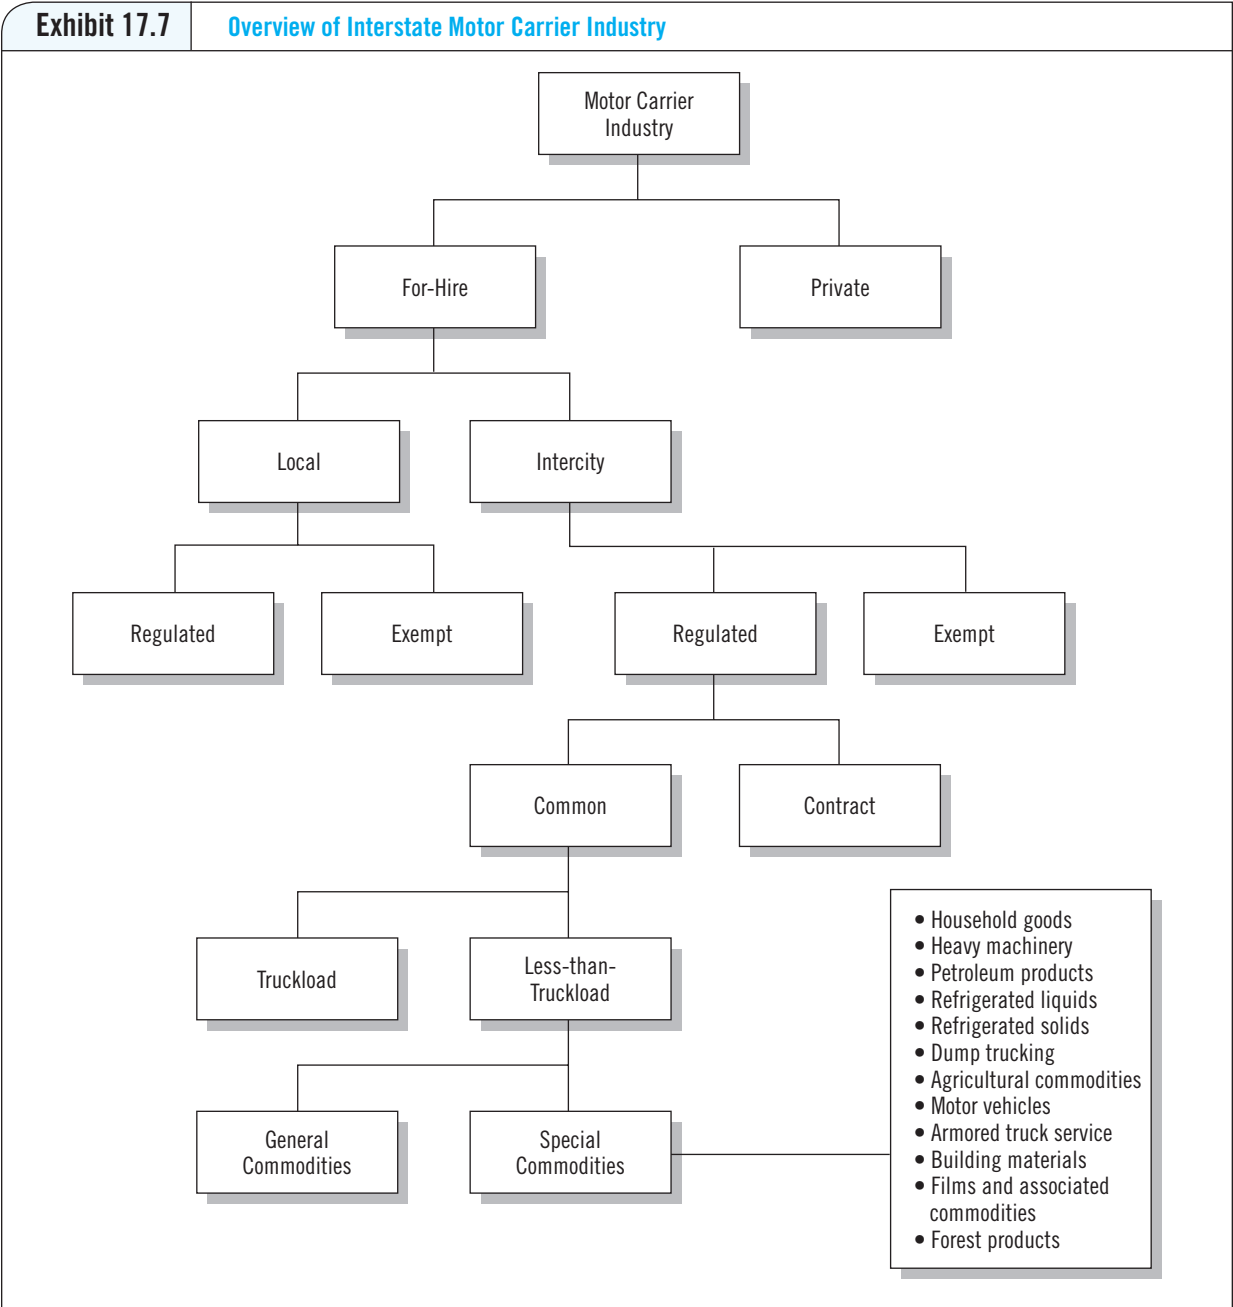 Exhibit 17.7
Overview of Interstate Motor Carrier Industry
Motor Carrier
Industry
For-Hire
Private
Local
Intercity
Regulated
Exempt
Regulated
Exempt
Common
Contract
Truckload
Less-than-
Truckload
General
Commodities
Special
Commodities
• Household goods
• Heavy machinery
• Petroleum products
• Refrigerated liquids
• Refrigerated solids
• Dump trucking
• Agricultural commodities
• Motor vehicles
• Armored truck service
• Building materials
• Films and associated
commodities
• Forest products